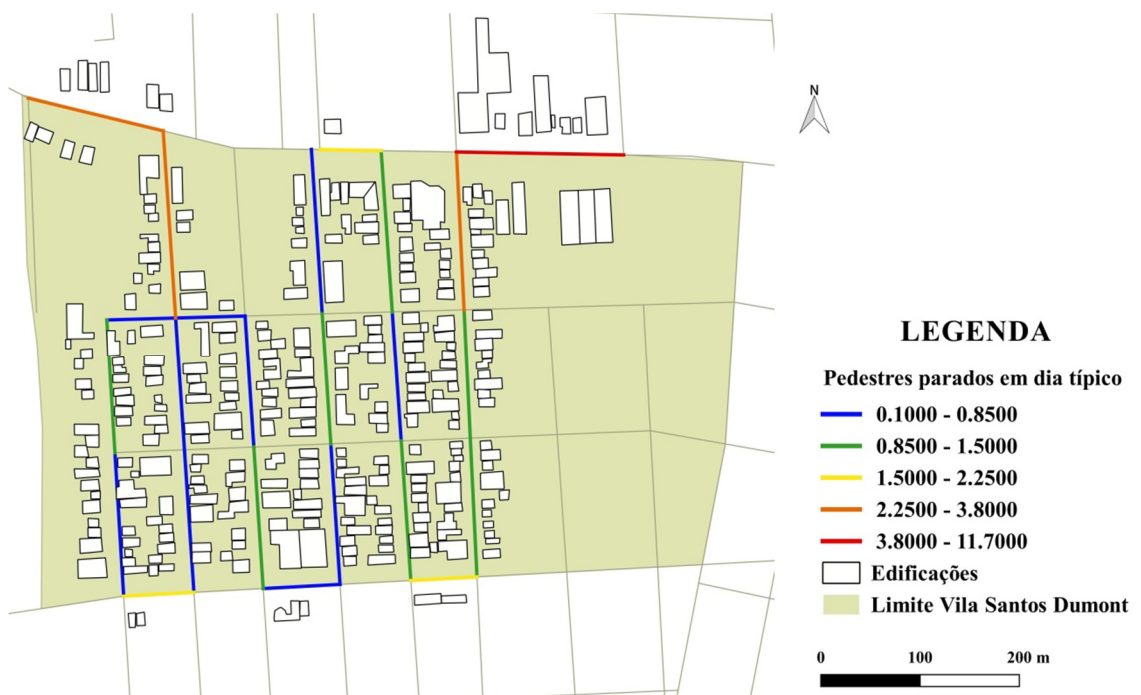 N
LEGENDA
Pedestres parados em dia típico
0.1000 - 0.8500
0.8500 - 1.5000
1.5000 - 2.2500
2.2500 - 3.8000
3.8000 - 11.7000
Edificações
Limite Vila Santos Dumont
0 100 200 m